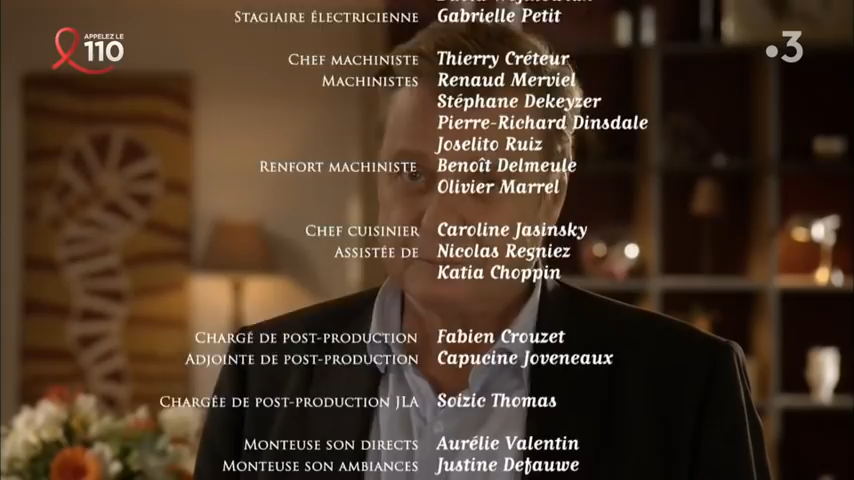 STAGIAIRE ÉLECTRICIENNE Gabrielle Petit
APPELEZ LE
110
3
CHEF MACHINISTE Thierry Créteur
MACHINISTES Renaud Merviel
Stéphane Dekeyzer
Pierre-Richard Dinsdale
Joselito Ruiz
RENFORT MACHINISTE Benoît Delmeule
Olivier Marrel
CHEF CUISINIER Caroline Jasinsky
ASSISTÉE DE Nicolas Regniez
Katia Choppin
CHARGÉ DE POST-PRODUCTION Fabien Crouzet
ADJOINTE DE POST-PRODUCTION Capucine Joveneaux
CHARGÉE DE POST-PRODUCTION JLA Soizic Thomas
MONTEUSE SON DIRECTS Aurélie Valentin
MONTEUSE SON AMBIANCES Justine Defauwe